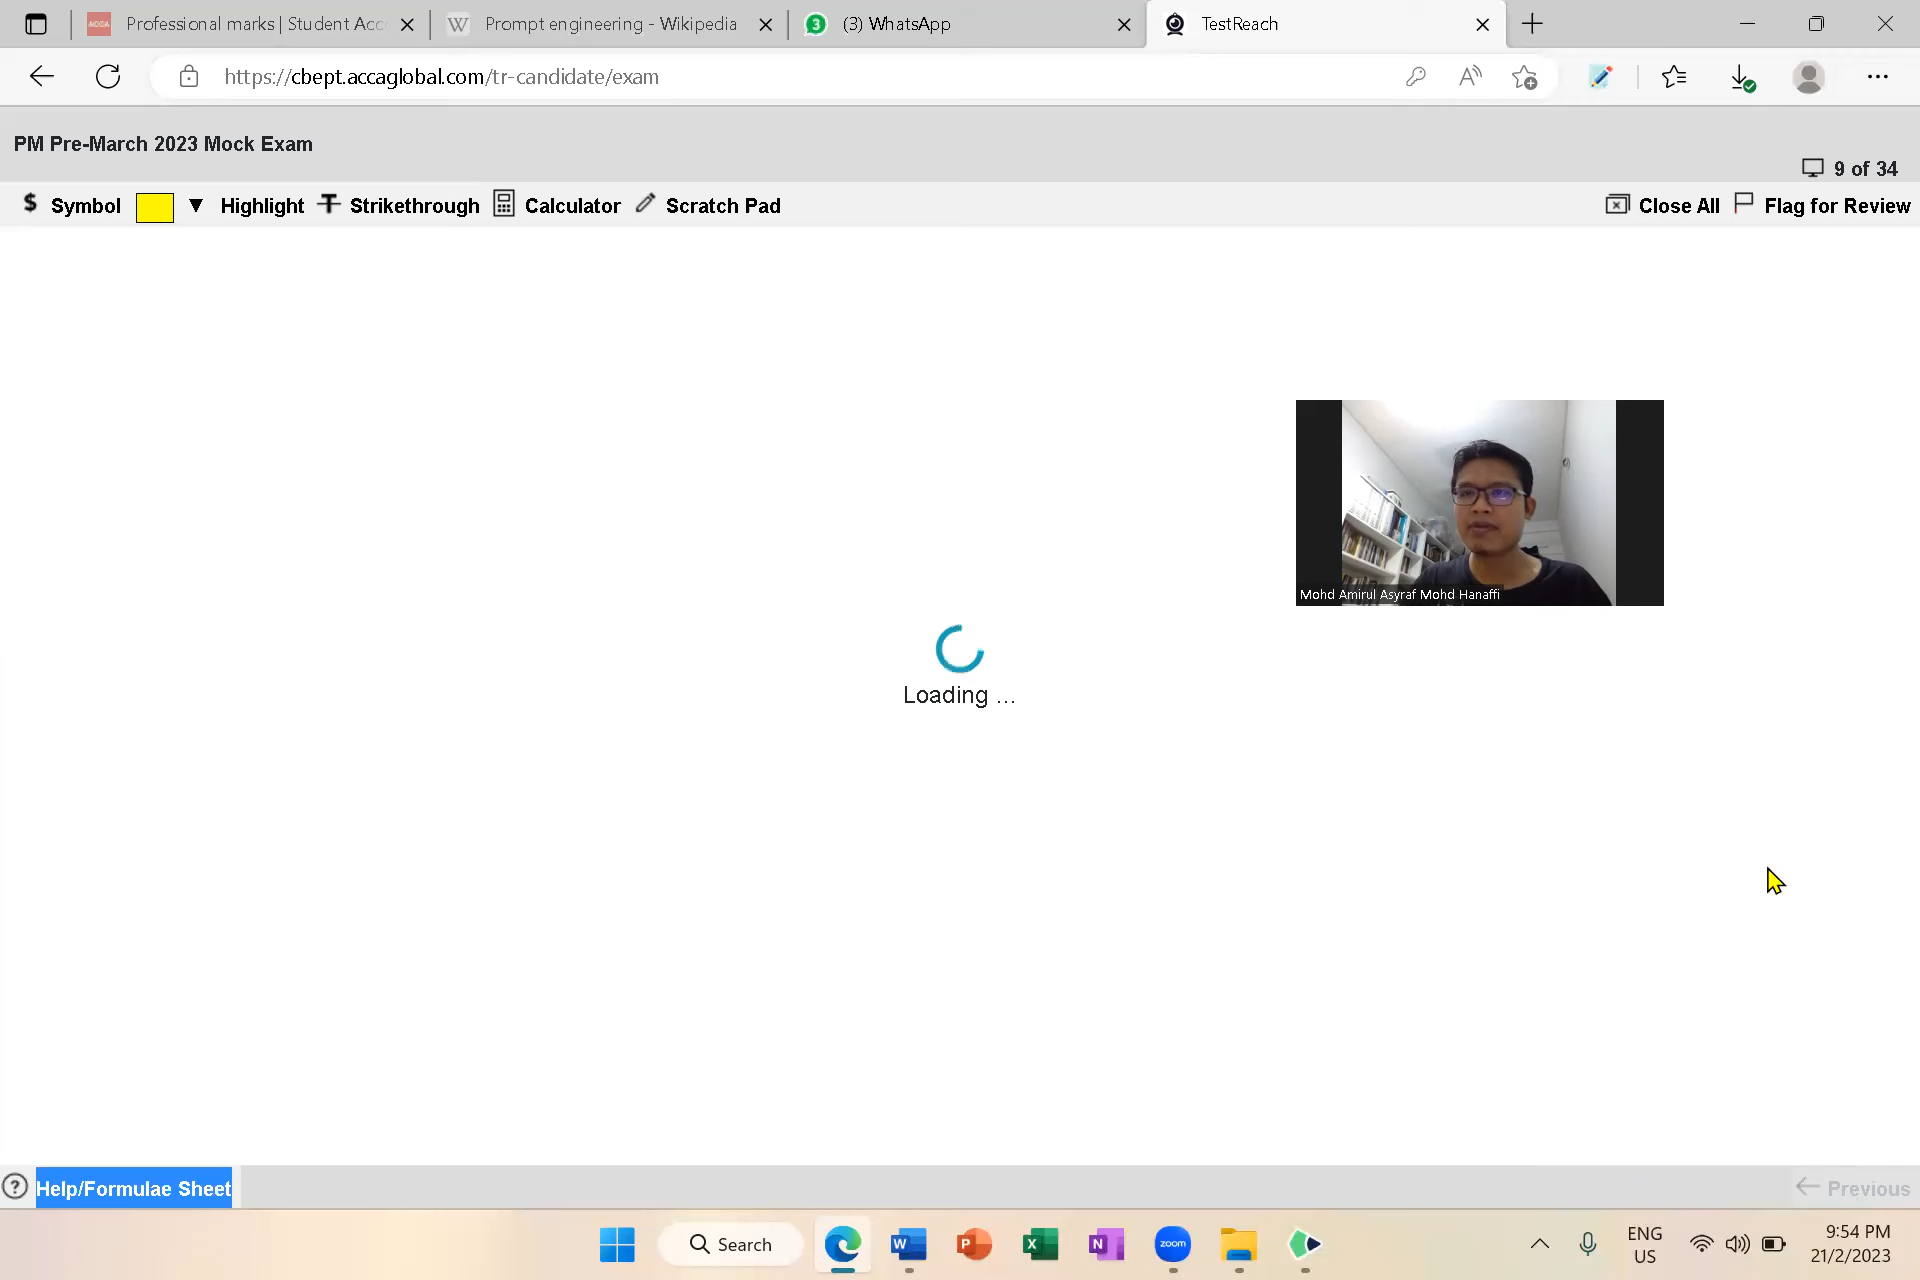 Professional marks | Student Acc
Prompt engineering - Wikipedia
3
(3) WhatsApp
TestReach
https://cbept.accaglobal.com/tr-candidate/exam
PM Pre-March 2023 Mock Exam
9 of 34
$ Symbol
Highlight
Strikethrough
Calculator
Scratch Pad
Close All
Flag for Review
Mohd Amirul Asyraf Mohd Hanaffi
Loading ...
? Help/Formulae Sheet
Previous
Search
zoom
ENG
US
9:54 PM
21/2/2023